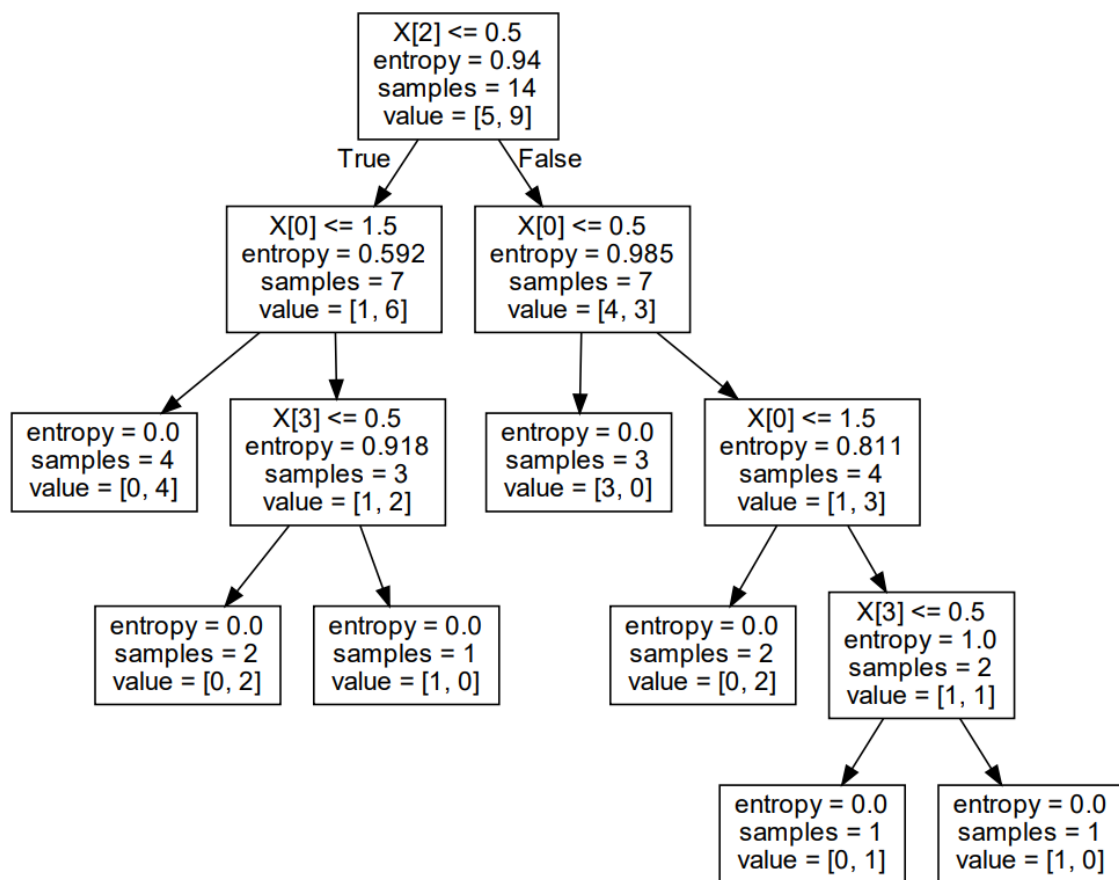 X[2] <= 0.5
entropy = 0.94
samples = 14
value = [5, 9]
True
False
X[0] <= 1.5
entropy = 0.592
samples = 7
value = [1, 6]
X[0] <= 0.5
entropy = 0.985
samples = 7
value = [4, 3]
entropy = 0.0
samples = 4
value = [0, 4]
X[3] <= 0.5
entropy = 0.918
samples = 3
value = [1, 2]
entropy = 0.0
samples = 3
value = [3, 0]
X[0] <= 1.5
entropy = 0.811
samples = 4
value = [1, 3]
entropy = 0.0
samples = 2
value = [0, 2]
entropy = 0.0
samples = 1
value = [1, 0]
entropy = 0.0
samples = 2
value = [0, 2]
X[3] <= 0.5
entropy = 1.0
samples = 2
value = [1, 1]
entropy = 0.0
samples = 1
value = [0, 1]
entropy = 0.0
samples = 1
value = [1, 0]